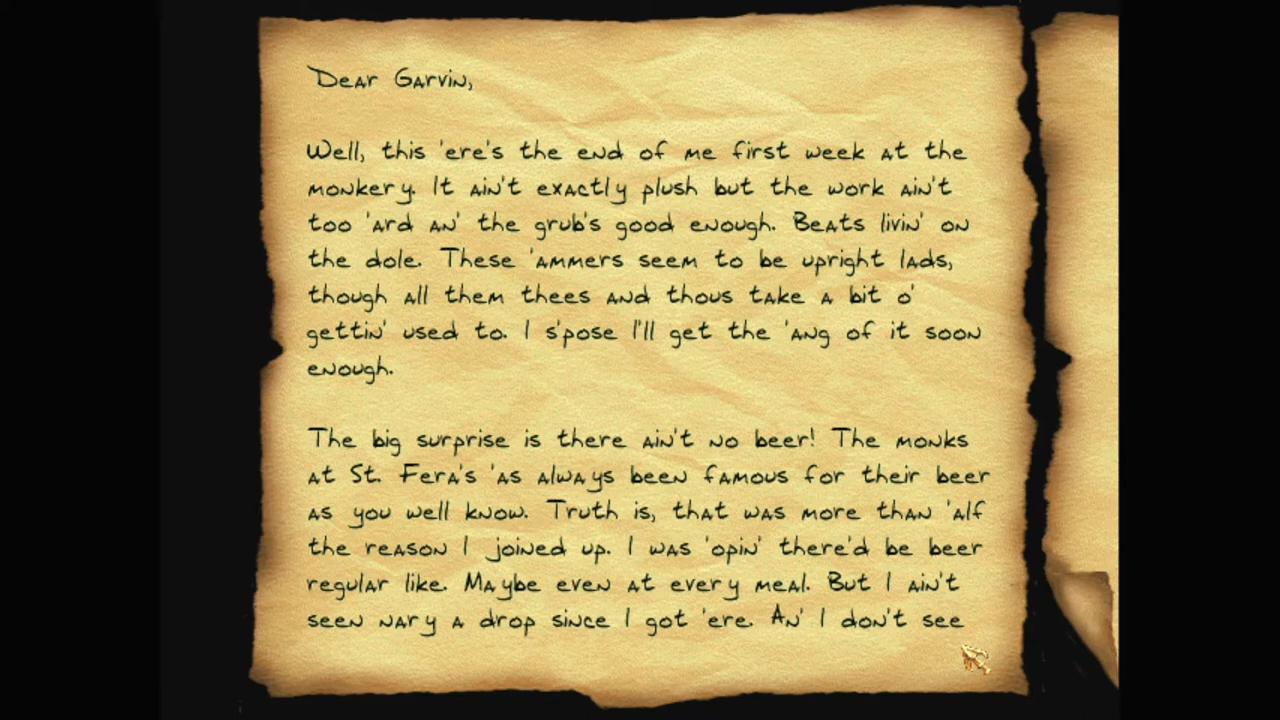 Dear Garvin,
Well, this 'ere's the end of me first week at the
monkery. It ain't exactly plush but the work ain't
too 'ard an' the grub's good enough. Beats livin' on
the dole. These 'ammers seem to be upright lads,
though all them thees and thous take a bit o'
gettin' used to. I s'pose I'll get the 'ang of it soon
enough.
The big surprise is there ain't no beer! The monks
at St. Fera's 'as always been famous for their beer
as you well know. Truth is, that was more than 'alf
the reason I joined up. I was 'opin' there'd be beer
regular like. Maybe even at every meal. But I ain't
seen nary a drop since I got 'ere. An' I don't see